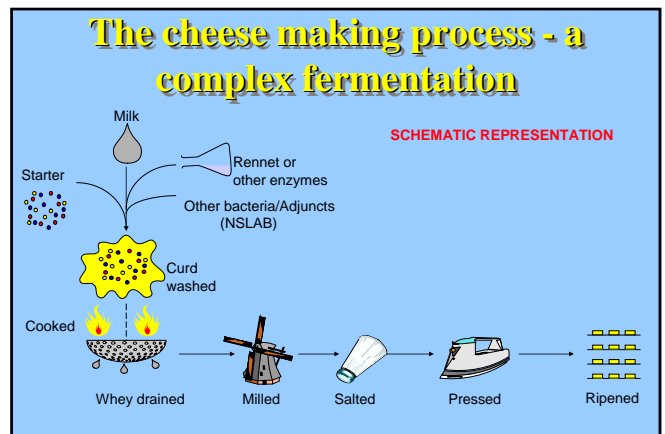 The cheese making process - a
complex fermentation
Milk
SCHEMATIC REPRESENTATION
Rennet or
other enzymes
Starter
Other bacteria/Adjuncts
(NSLAB)
Curd
washed
Cooked
Whey drained
Milled
Salted
Pressed
Ripened